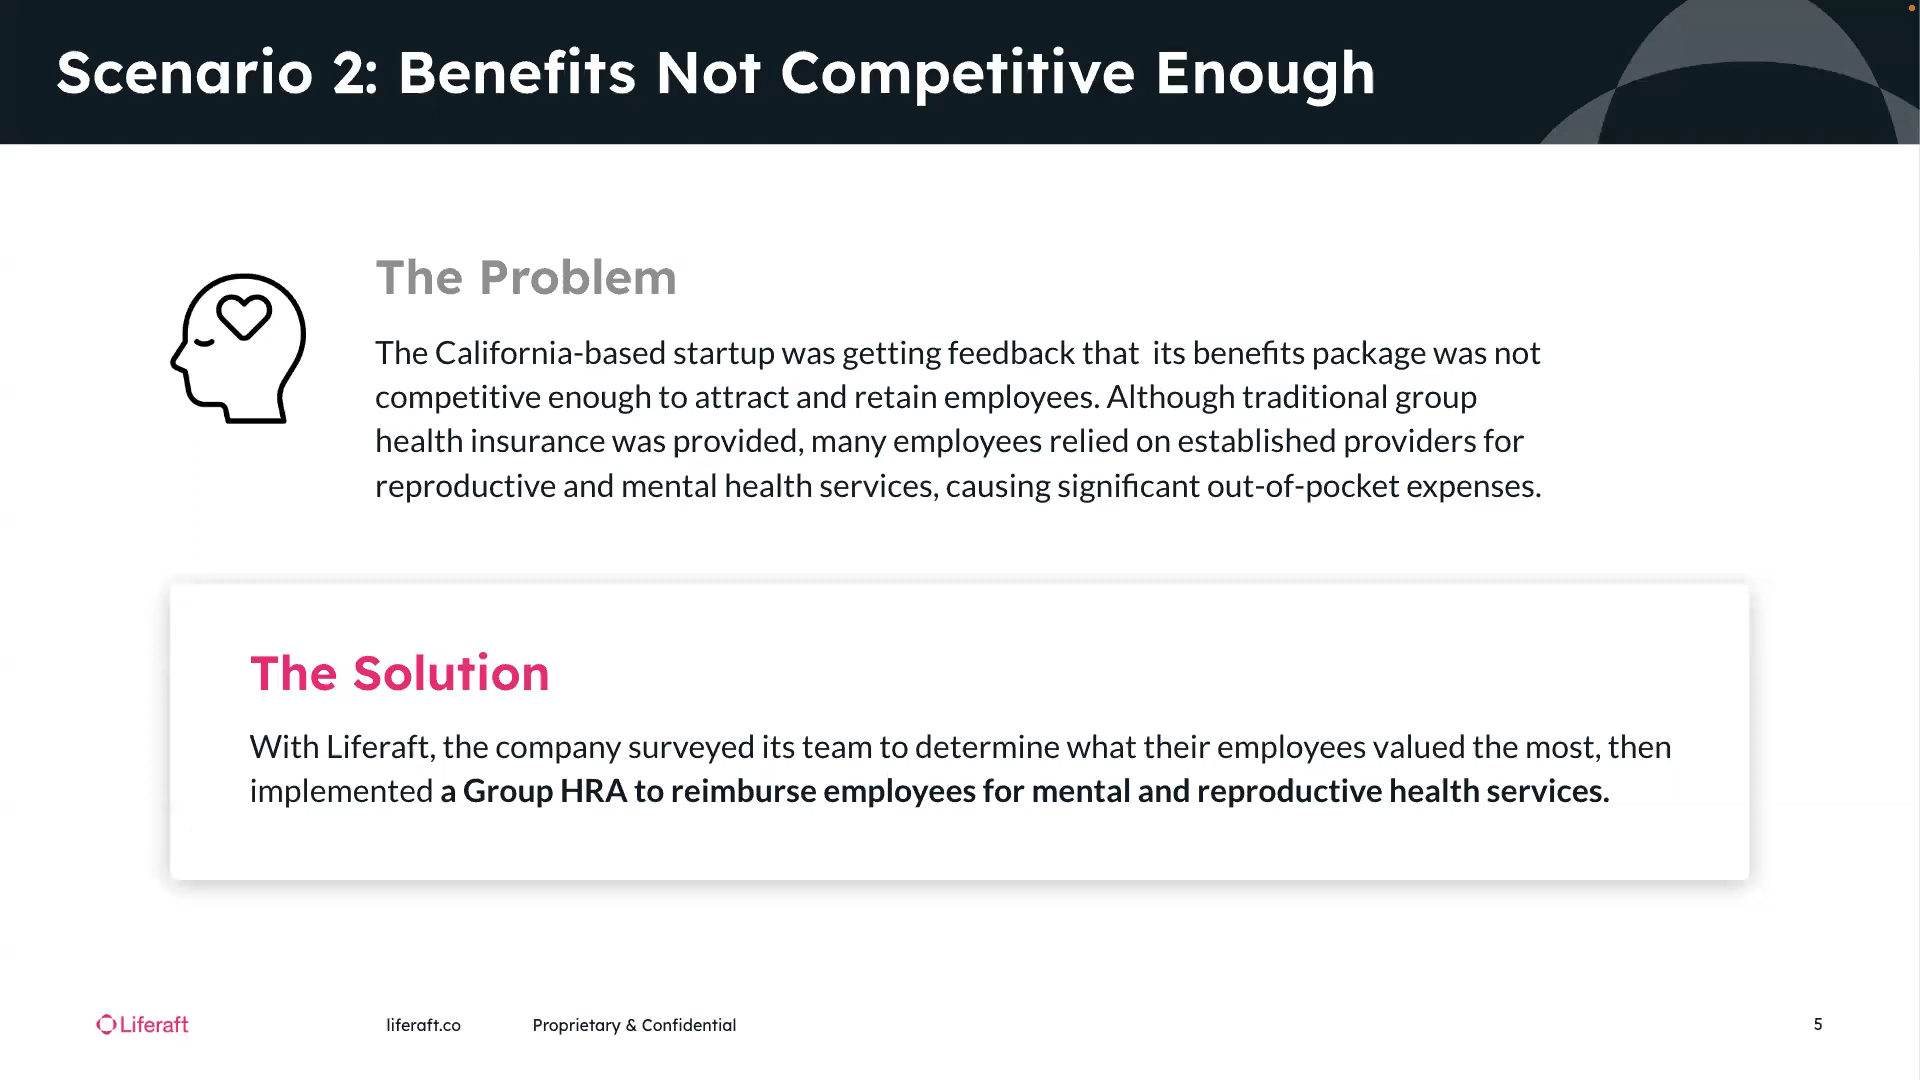 Scenario 2: Benefits Not Competitive Enough
The Problem
The California-based startup was getting feedback that  its benefits package was not
competitive enough to attract and retain employees. Although traditional group
health insurance was provided, many employees relied on established providers for
reproductive and mental health services, causing significant out-of-pocket expenses.
The Solution
With Liferaft, the company surveyed its team to determine what their employees valued the most, then
implemented a Group HRA to reimburse employees for mental and reproductive health services.
Liferaft
liferaft.co
Proprietary & Confidential
5